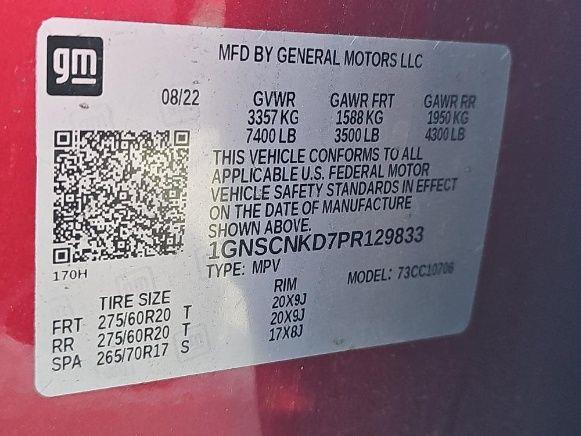 gm
MFD BY GENERAL MOTORS LLC
08/22 GVWR GAWR FRT GAWR RR
3357 KG 1588 KG 1950 KG
7400 LB 3500 LB 4300 LB
THIS VEHICLE CONFORMS TO ALL
APPLICABLE U.S. FEDERAL MOTOR
VEHICLE SAFETY STANDARDS IN EFFECT
ON THE DATE OF MANUFACTURE
SHOWN ABOVE.
1GNSCNKD7PR129833
170H
TYPE: MPV MODEL: 73CC10706
TIRE SIZE RIM
FRT 275/60R20 T 20X9J
RR 275/60R20 T 20X9J
SPA 265/70R17 S 17X8J